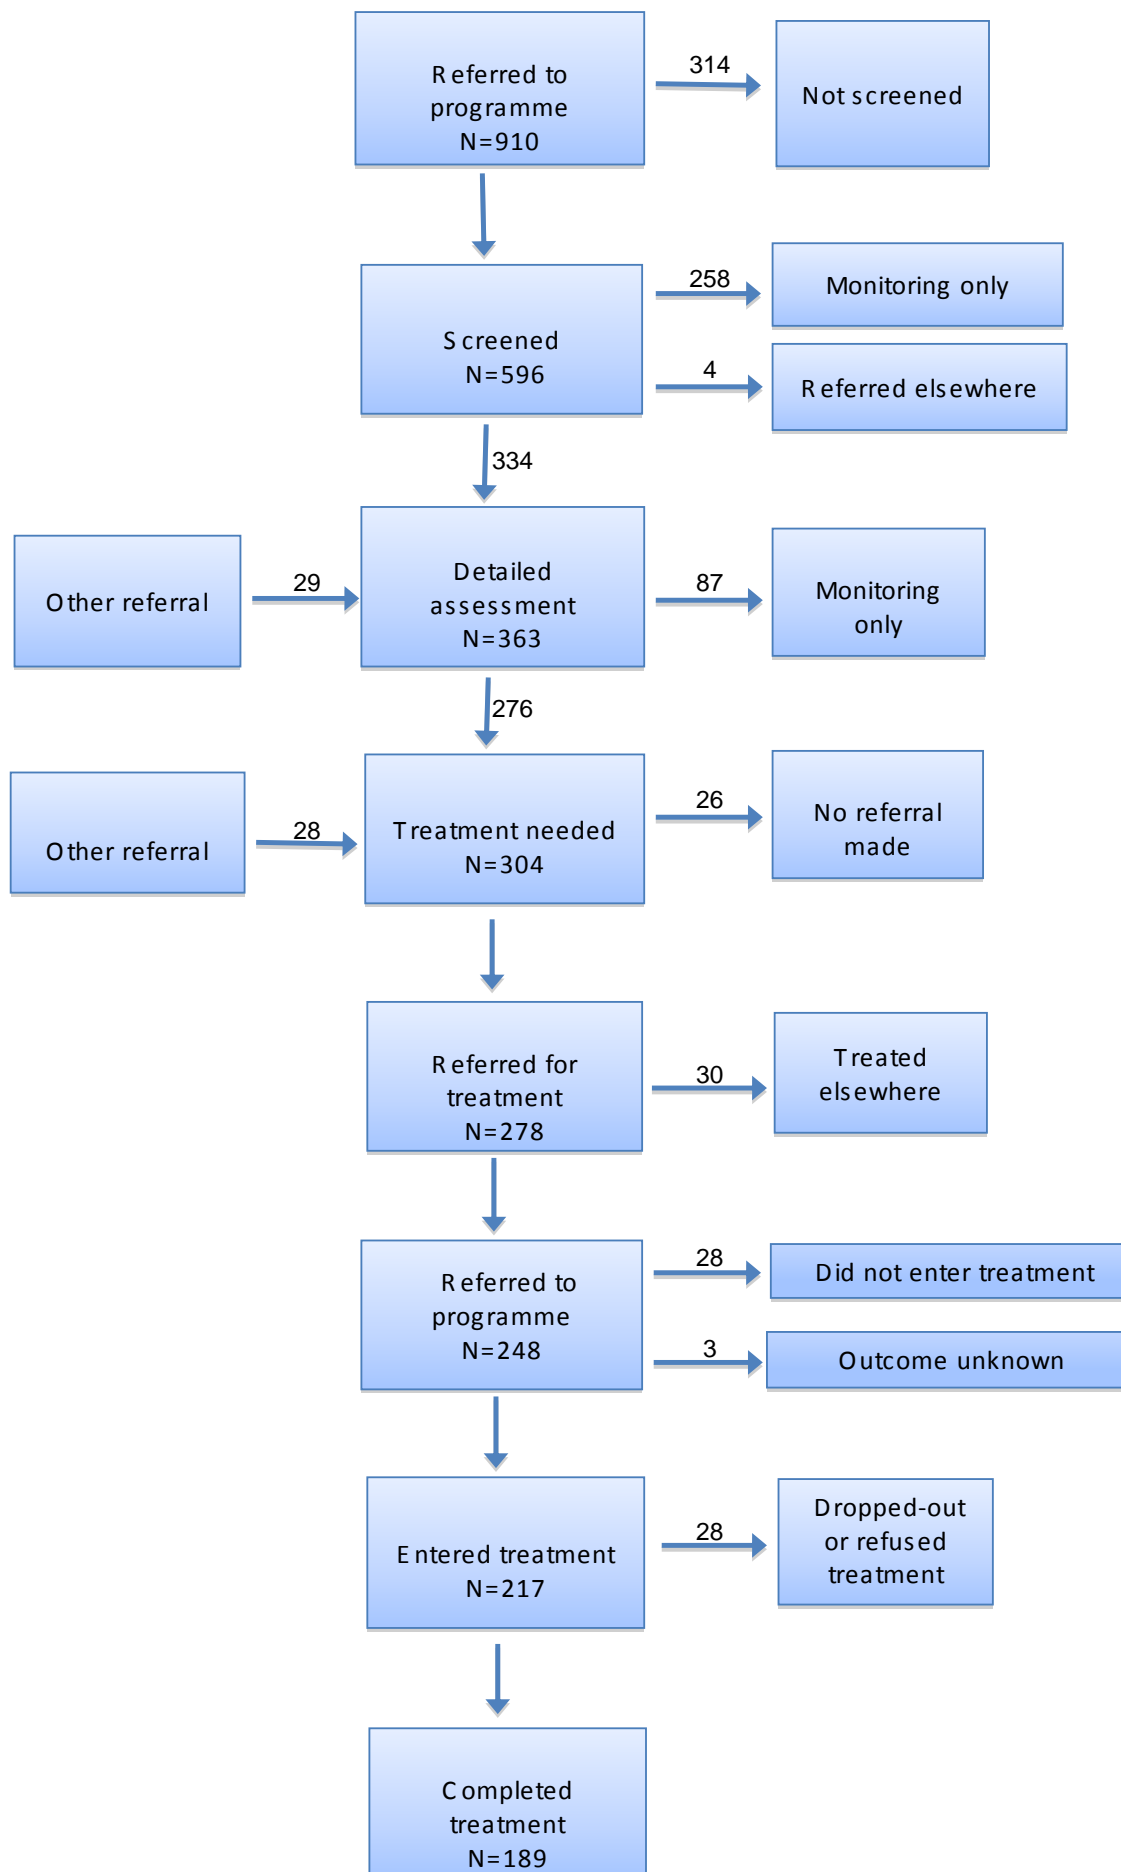 Referred to
programme
N=910
314
Not screened
Screened
N=596
258
Monitoring only
4
Referred elsewhere
334
Other referral
29
Detailed
assessment
N=363
87
Monitoring
only
276
Other referral
28
Treatment needed
N=304
26
No referral
made
Referred for
treatment
N=278
30
Treated
elsewhere
Referred to
programme
N=248
28
Did not enter treatment
3
Outcome unknown
Entered treatment
N=217
28
Dropped-out
or refused
treatment
Completed
treatment
N=189